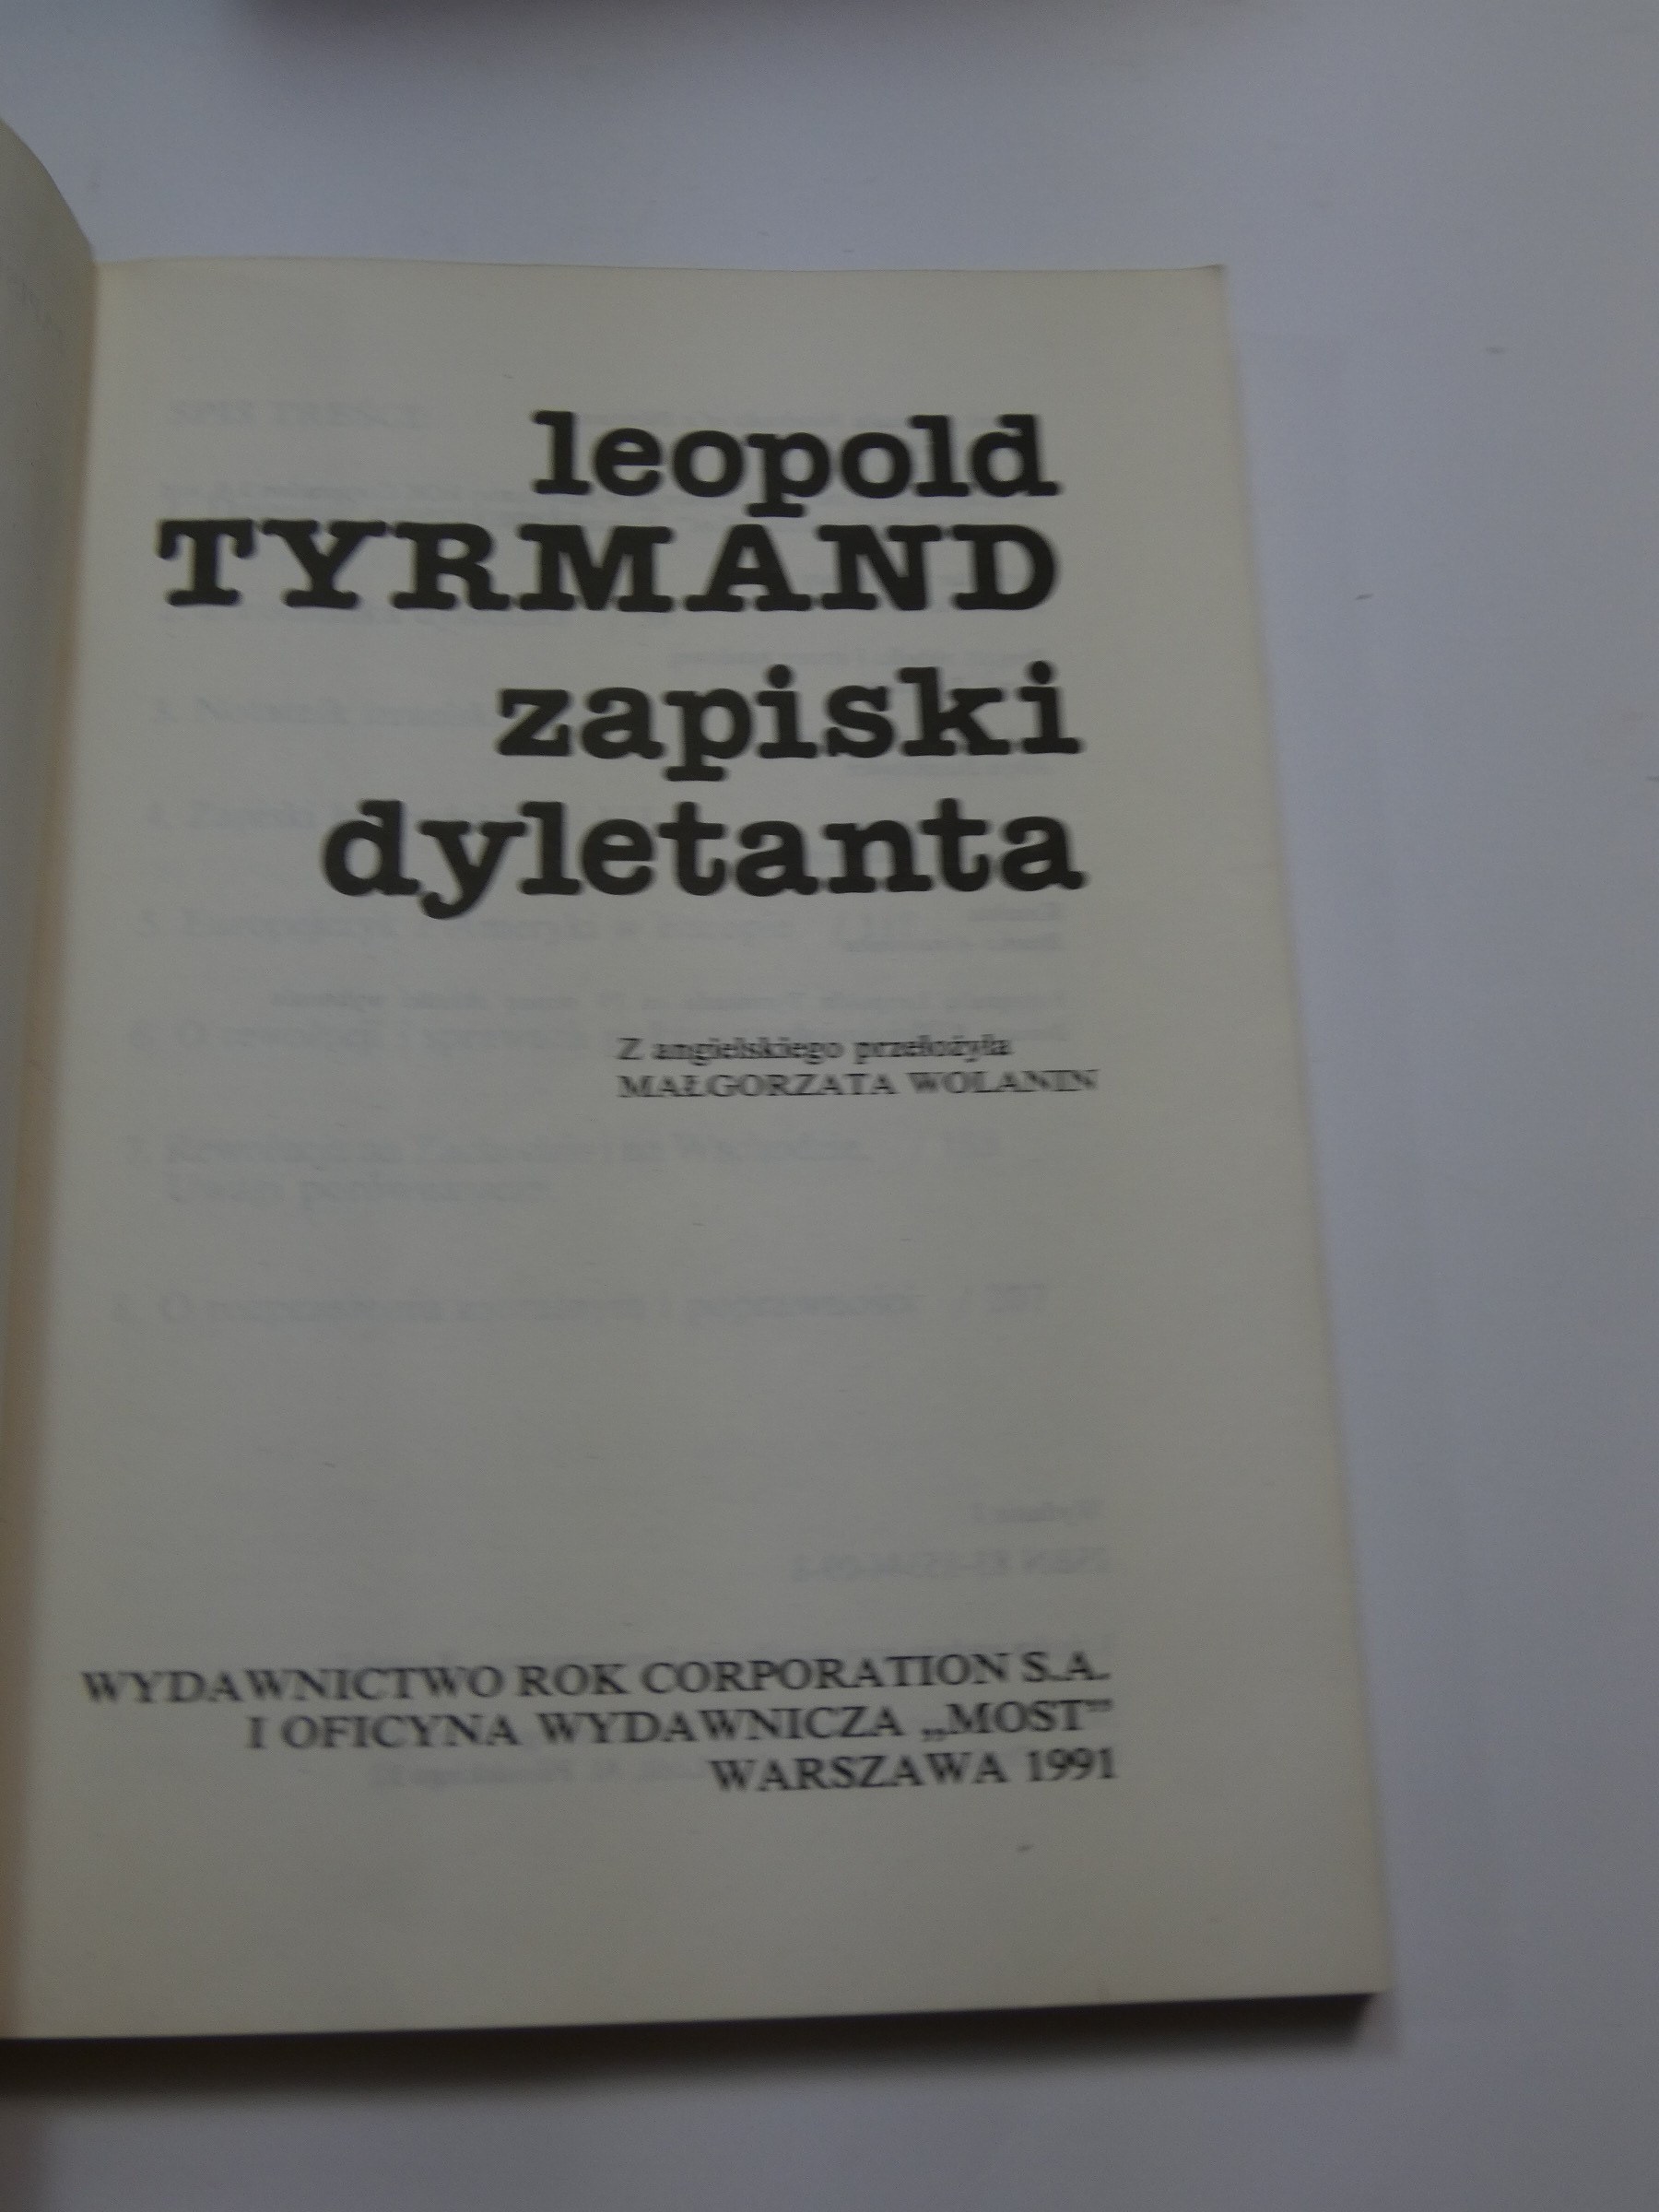 leopold
TYRMAND
zapiski
dyletanta
Z angielskiego przełożyła
MAŁGORZATA WOLANIN
WYDAWNICTWO ROK CORPORATION S.A.
I OFICYNA WYDAWNICZA „MOST”
WARSZAWA 1991